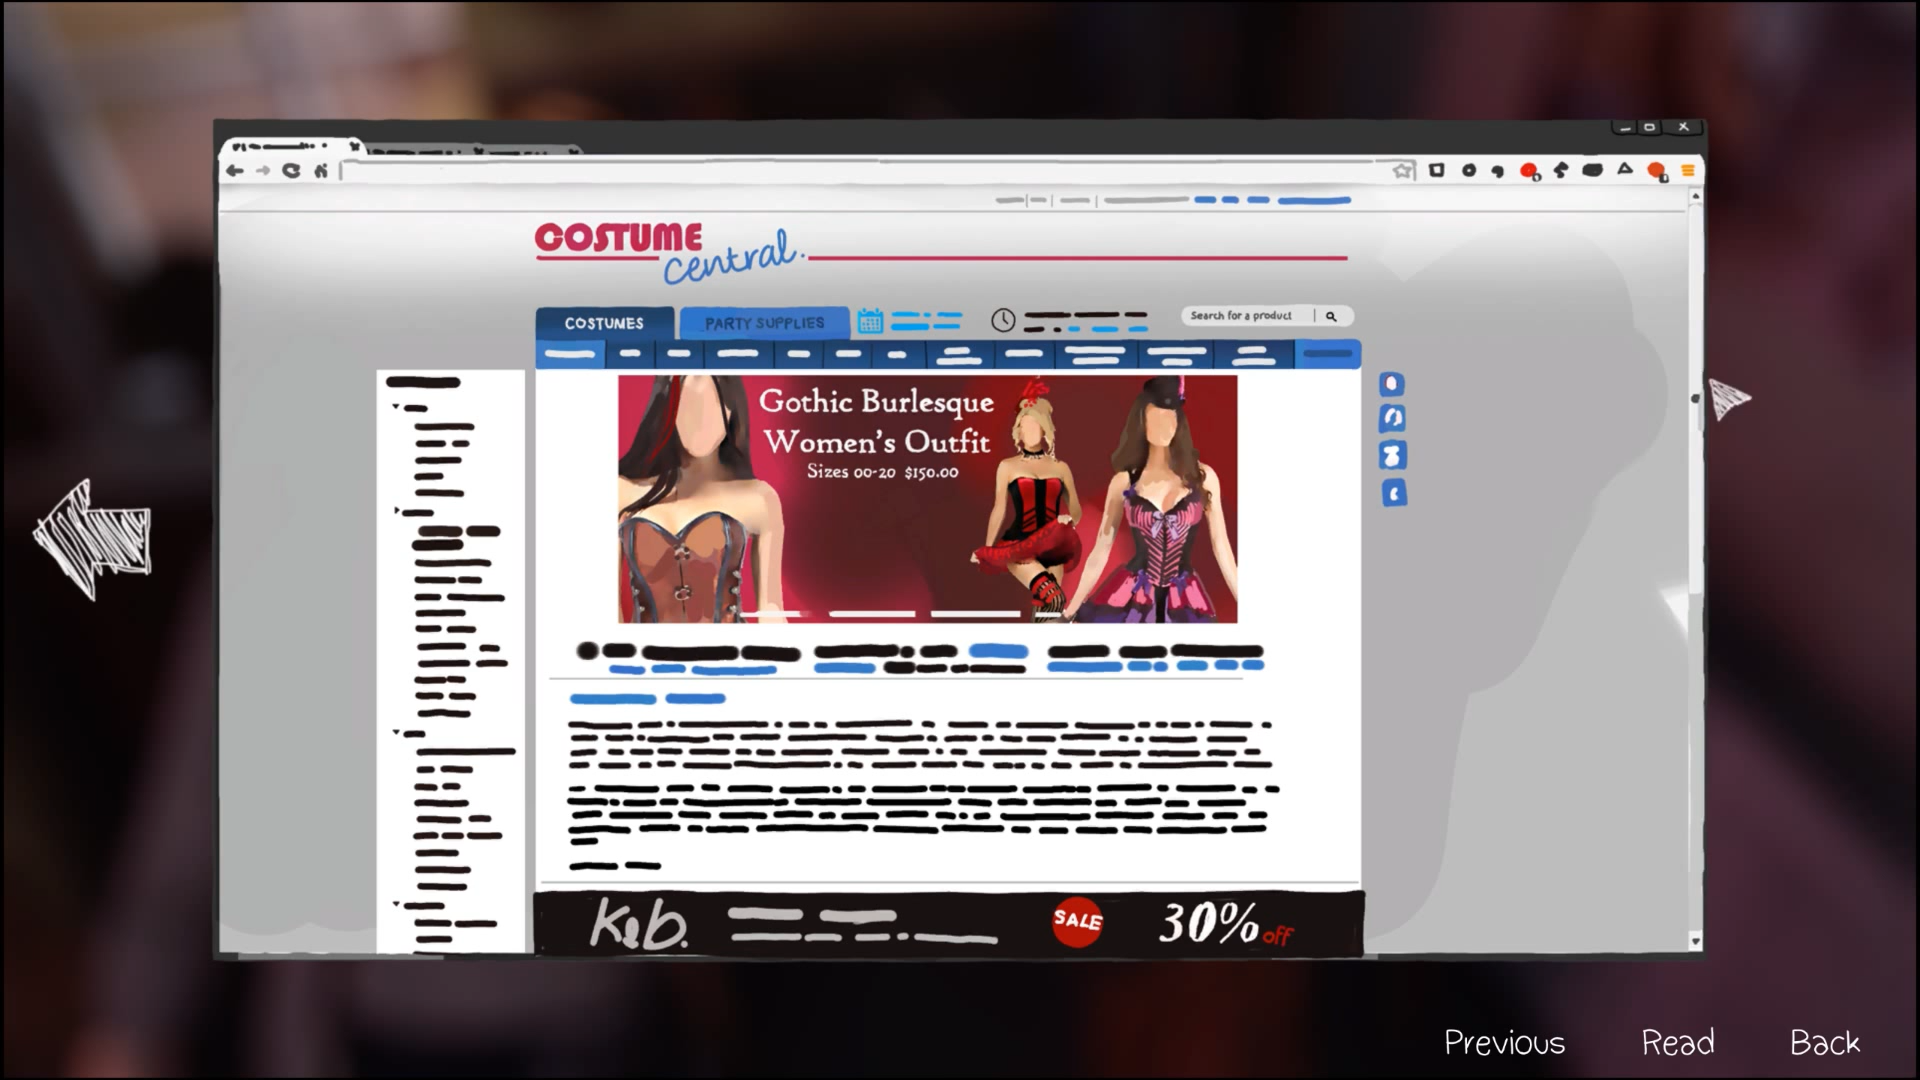 COSTUME
central.
COSTUMES
PARTY SUPPLIES
Search for a product
Gothic Burlesque
Women's Outfit
Sizes 00-20 $150.00
K&b.
SALE
30% off
Previous
Read
Back